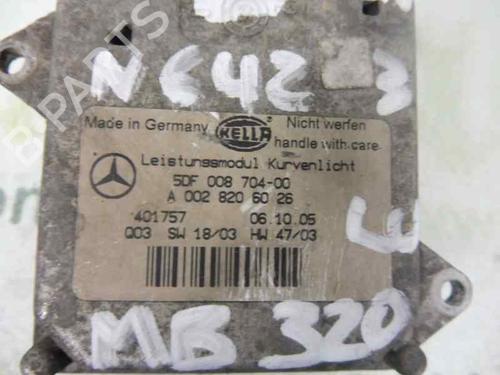 B-PARTS
N642 3
Made in Germany HELLA Nicht werfen
handle with care
Leistungsmodul Kurvenlicht
5DF 008 704-00
A 002 820 60 26
401757 06.10.05
Q03 SW 18/03 HW 47/03
MB 320